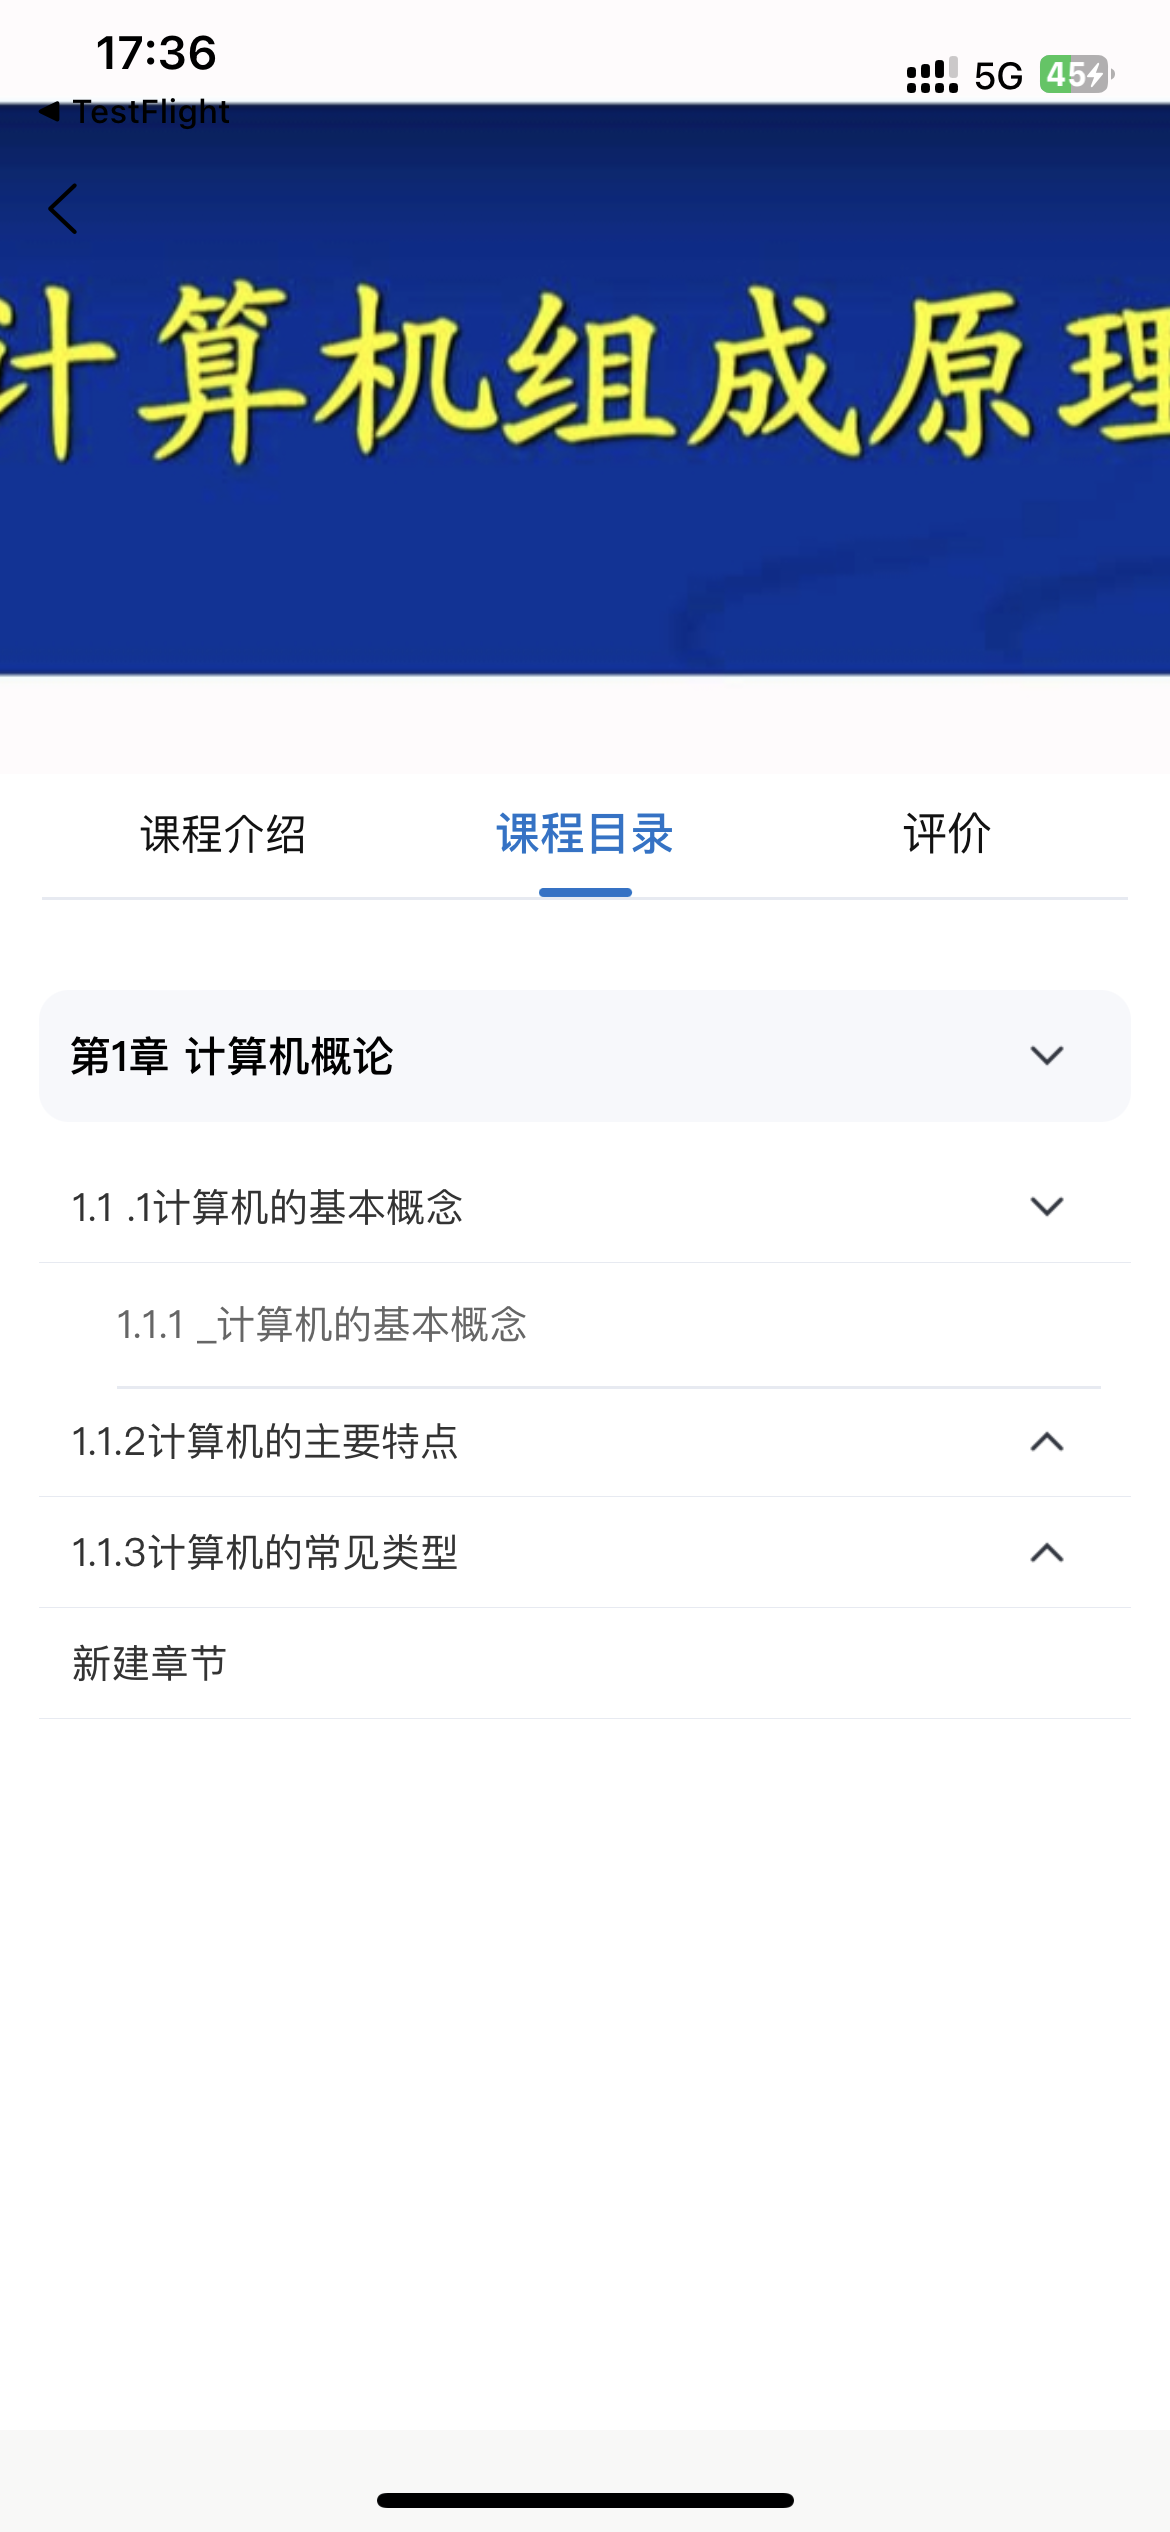 17:36
5G 45
TestFlight
计算机组成原理
课程介绍 课程目录 评价
第1章 计算机概论
1.1 .1计算机的基本概念
1.1.1 _计算机的基本概念
1.1.2计算机的主要特点
1.1.3计算机的常见类型
新建章节